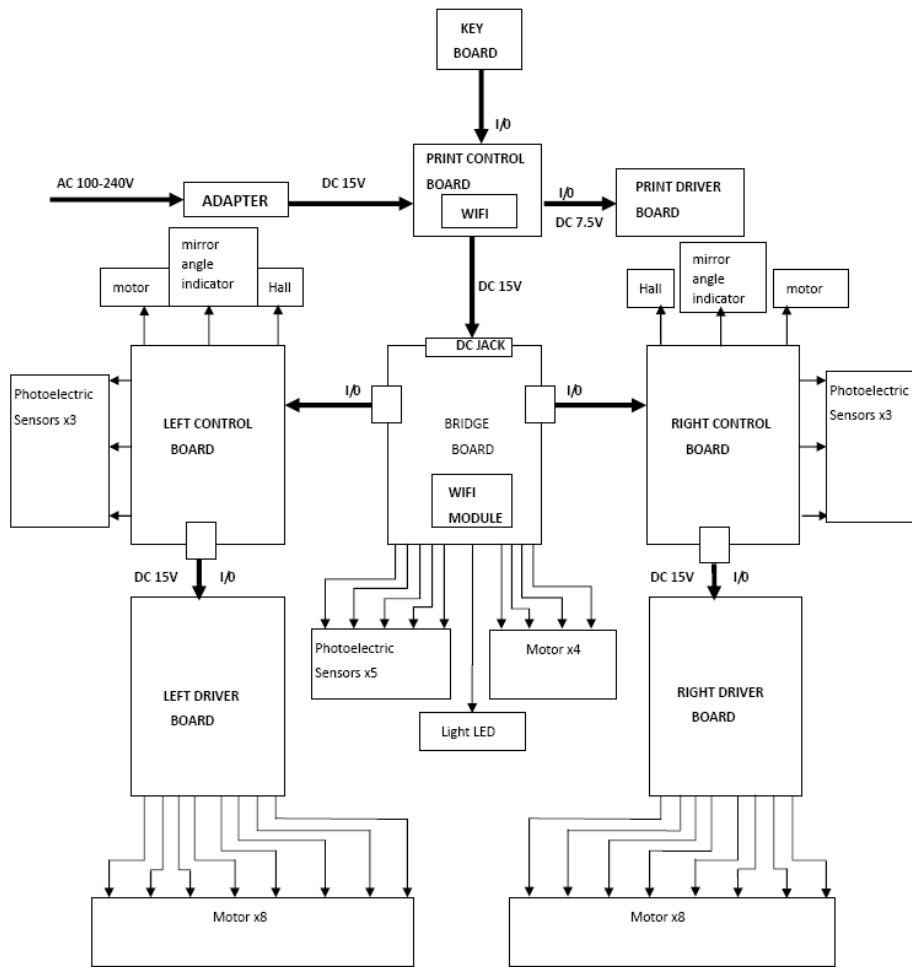 KEY
BOARD
I/0
PRINT CONTROL
BOARD
WIFI
AC 100-240V
ADAPTER
DC 15V
I/0
DC 7.5V
PRINT DRIVER
BOARD
motor
mirror
angle
indicator
Hall
DC 15V
Hall
mirror
angle
indicator
motor
DC JACK
Photoelectric
Sensors x3
LEFT CONTROL
BOARD
I/0
BRIDGE
BOARD
WIFI
MODULE
I/0
RIGHT CONTROL
BOARD
Photoelectric
Sensors x3
DC 15V
I/0
DC 15V
I/0
LEFT DRIVER
BOARD
Photoelectric
Sensors x5
Motor x4
Light LED
RIGHT DRIVER
BOARD
Motor x8
Motor x8